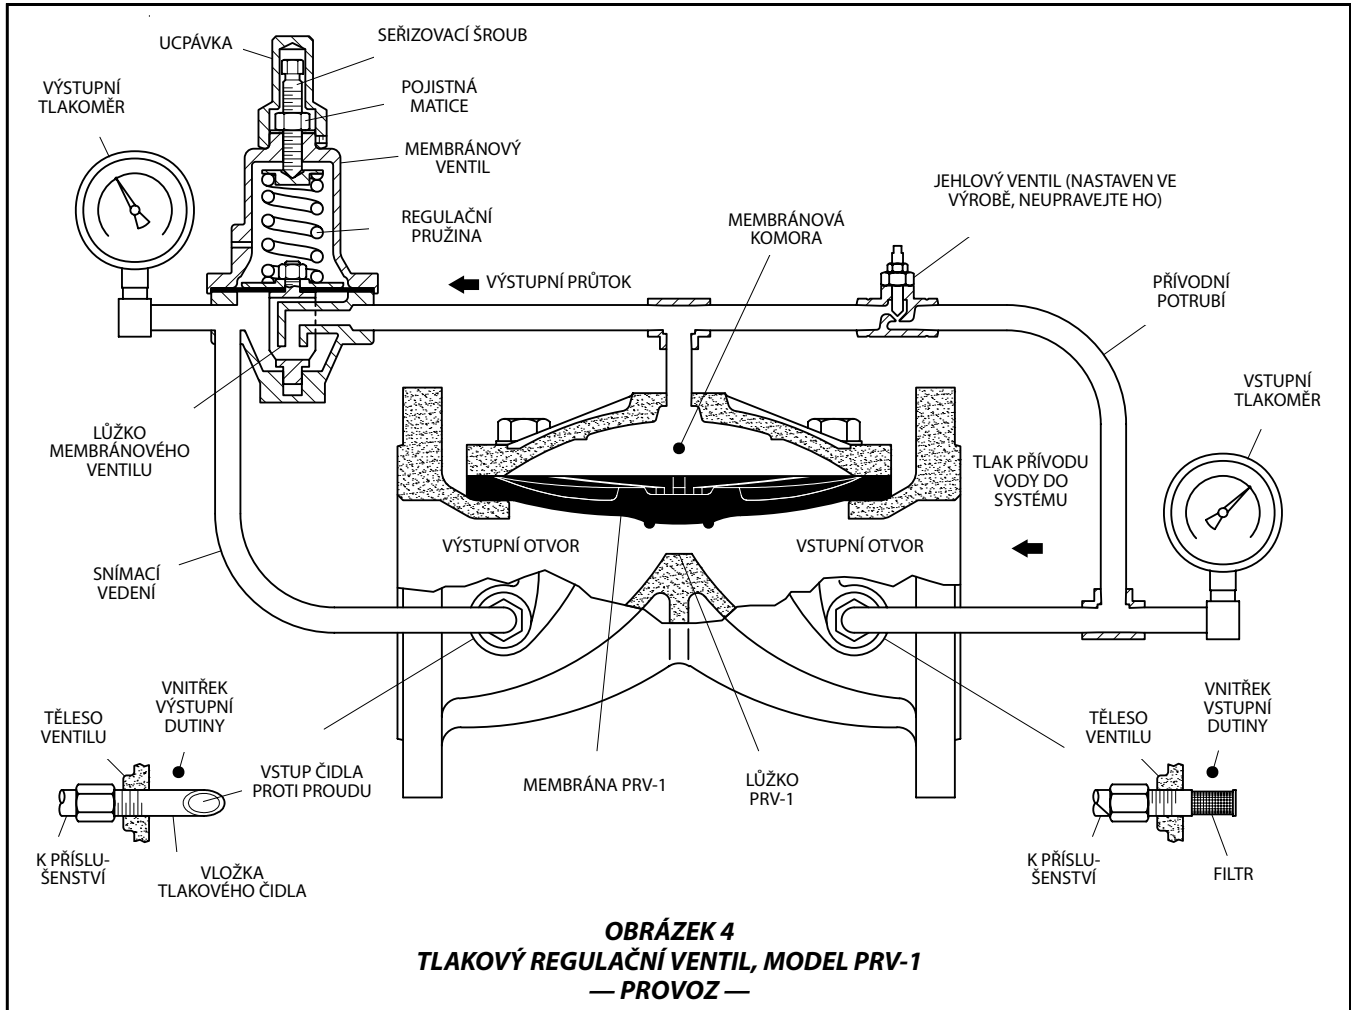 UCPÁVKA
SEŘIZOVACÍ ŠROUB
VÝSTUPNÍ
TLAKOMĚR
POJISTNÁ
MATICE
MEMBRÁNOVÝ
VENTIL
REGULAČNÍ
PRUŽINA
MEMBRÁNOVÁ
KOMORA
JEHLOVÝ VENTIL (NASTAVEN VE
VÝROBĚ, NEUPRAVEJTE HO)
VÝSTUPNÍ PRŮTOK
PŘÍVODNÍ
POTRUBÍ
VSTUPNÍ
TLAKOMĚR
LŮŽKO
MEMBRÁNOVÉHO
VENTILU
TLAK PŘÍVODU
VODY DO
SYSTÉMU
VÝSTUPNÍ OTVOR
VSTUPNÍ OTVOR
SNÍMACÍ
VEDENÍ
VNITŘEK
VÝSTUPNÍ
DUTINY
TĚLESO
VENTILU
VSTUP ČIDLA
PROTI PROUDU
MEMBRÁNA PRV-1
LŮŽKO
PRV-1
TĚLESO
VENTILU
VNITŘEK
VSTUPNÍ
DUTINY
K PŘÍSLU-
ŠENSTVÍ
VLOŽKA
TLAKOVÉHO ČIDLA
K PŘÍSLU-
ŠENSTVÍ
FILTR
OBRÁZEK 4
TLAKOVÝ REGULAČNÍ VENTIL, MODEL PRV-1
— PROVOZ —